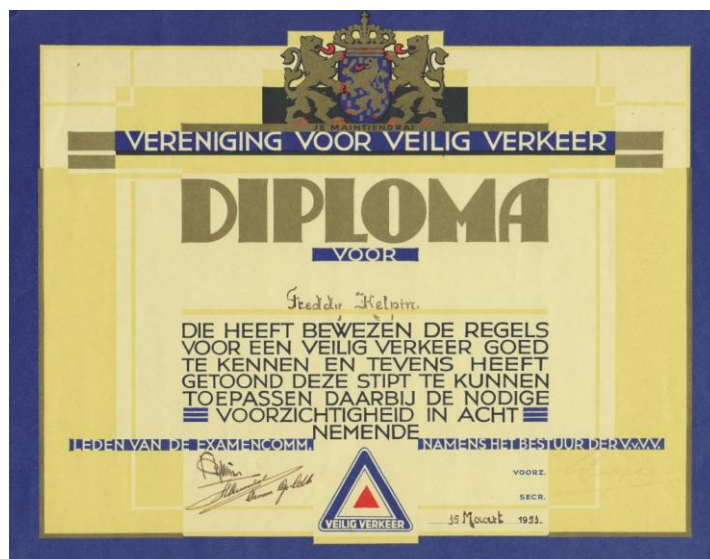 JE MAINTIENDRAI
VERENIGING VOOR VEILIG VERKEER
DIPLOMA
VOOR
Freddy Kelpin.
DIE HEEFT BEWEZEN DE REGELS
VOOR EEN VEILIG VERKEER GOED
TE KENNEN EN TEVENS HEEFT
GETOOND DEZE STIPT TE KUNNEN
TOEPASSEN DAARBIJ DE NODIGE
VOORZICHTIGHEID IN ACHT
NEMENDE
LEDEN VAN DE EXAMENCOMM.
NAMENS HET BESTUUR DER V.v.V.V.
VOORZ.
SECR.
15 Maart 1953.
VEILIG VERKEER